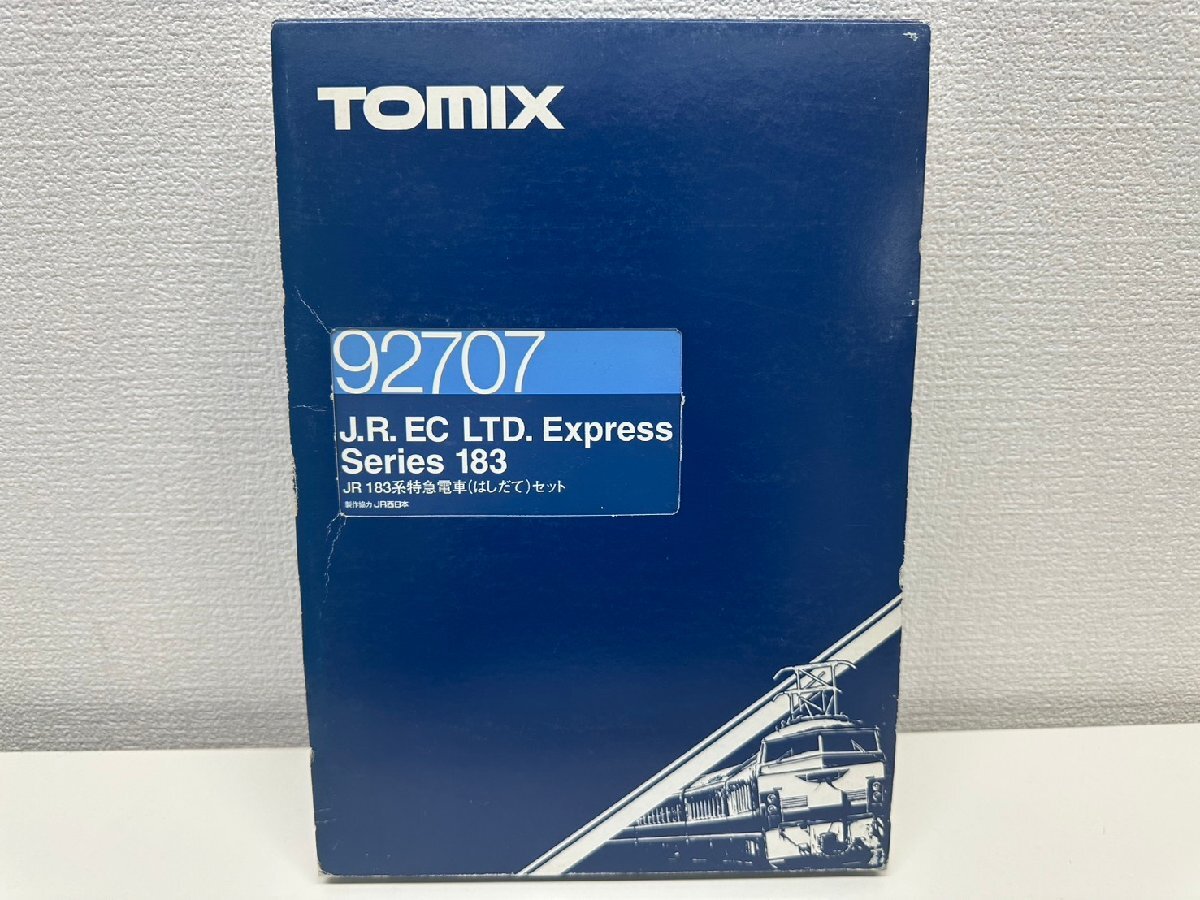 TOMIX
92707
J.R. EC LTD. Express
Series 183
JR 183系特急電車(はしだて)セット
製作協力 JR西日本